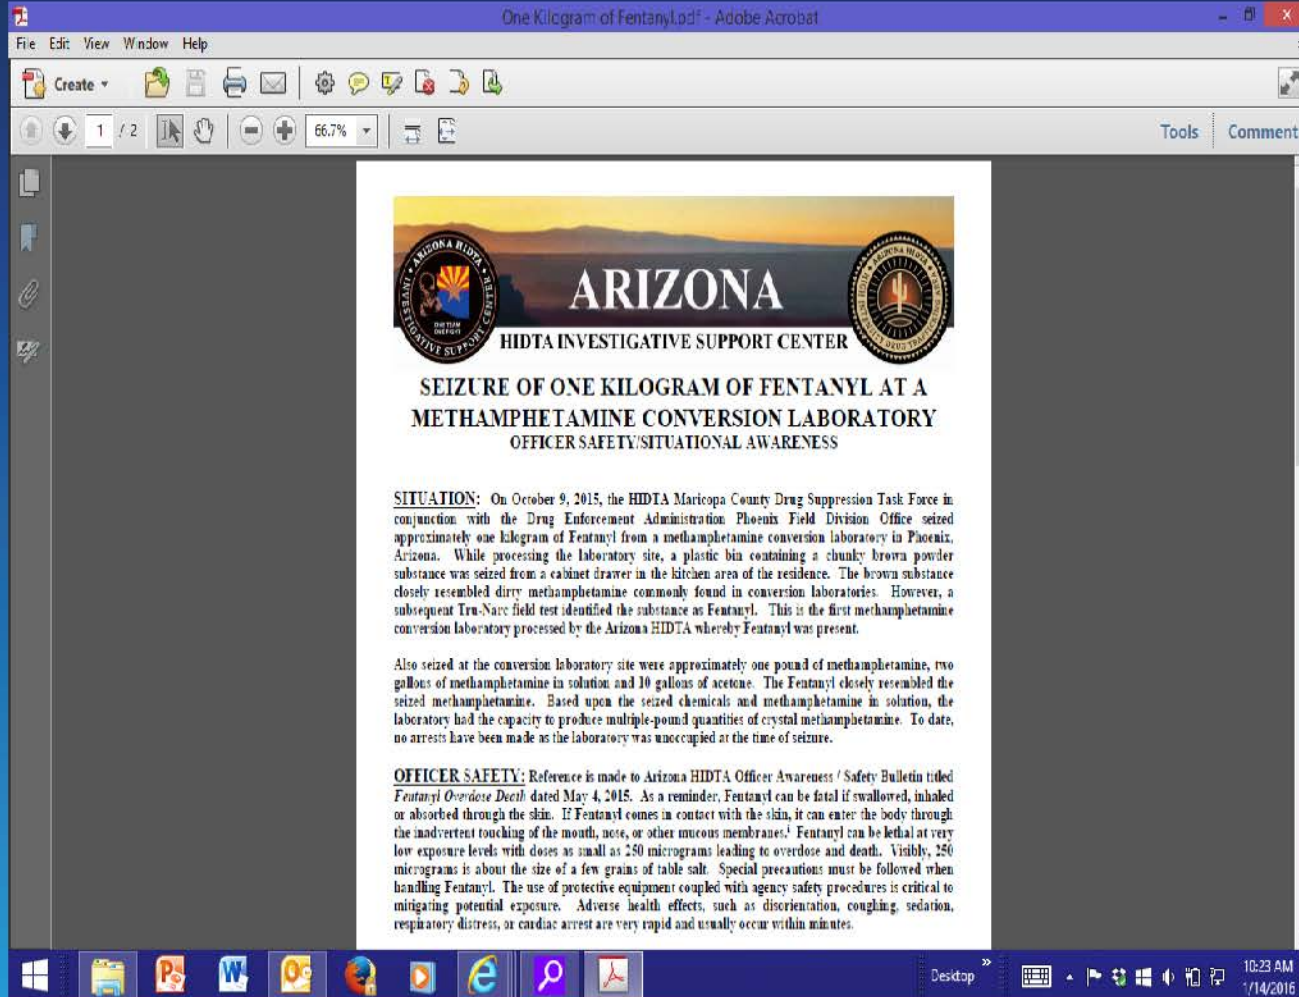 One Kilogram of Fentanyl.pdf - Adobe Acrobat
File Edit View Window Help
Create
1 / 2
66.7%
Tools
Comment
ARIZONA HIDTA
INVESTIGATIVE SUPPORT CENTER
ARIZONA
HIDTA INVESTIGATIVE SUPPORT CENTER
SEIZURE OF ONE KILOGRAM OF FENTANYL AT A
METHAMPHETAMINE CONVERSION LABORATORY
OFFICER SAFETY/SITUATIONAL AWARENESS
SITUATION: On October 9, 2015, the HIDTA Maricopa County Drug Suppression Task Force in
conjunction with the Drug Enforcement Administration Phoenix Field Division Office seized
approximately one kilogram of Fentanyl from a methamphetamine conversion laboratory in Phoenix,
Arizona. While processing the laboratory site, a plastic bin containing a chunky brown powder
substance was seized from a cabinet drawer in the kitchen area of the residence. The brown substance
closely resembled dirty methamphetamine commonly found in conversion laboratories. However, a
subsequent Tru-Narc field test identified the substance as Fentanyl. This is the first methamphetamine
conversion laboratory processed by the Arizona HIDTA whereby Fentanyl was present.
Also seized at the conversion laboratory site were approximately one pound of methamphetamine, two
gallons of methamphetamine in solution and 10 gallons of acetone. The Fentanyl closely resembled the
seized methamphetamine. Based upon the seized chemicals and methamphetamine in solution, the
laboratory had the capacity to produce multiple-pound quantities of crystal methamphetamine. To date,
no arrests have been made as the laboratory was unoccupied at the time of seizure.
OFFICER SAFETY: Reference is made to Arizona HIDTA Officer Awareness / Safety Bulletin titled
Fentanyl Overdose Death dated May 4, 2015. As a reminder, Fentanyl can be fatal if swallowed, inhaled
or absorbed through the skin. If Fentanyl comes in contact with the skin, it can enter the body through
the inadvertent touching of the mouth, nose, or other mucous membranes.i Fentanyl can be lethal at very
low exposure levels with doses as small as 250 micrograms leading to overdose and death. Visibly, 250
micrograms is about the size of a few grains of table salt. Special precautions must be followed when
handling Fentanyl. The use of protective equipment coupled with agency safety procedures is critical to
mitigating potential exposure. Adverse health effects, such as disorientation, coughing, sedation,
respiratory distress, or cardiac arrest are very rapid and usually occur within minutes.
Desktop
10:23 AM
1/14/2016